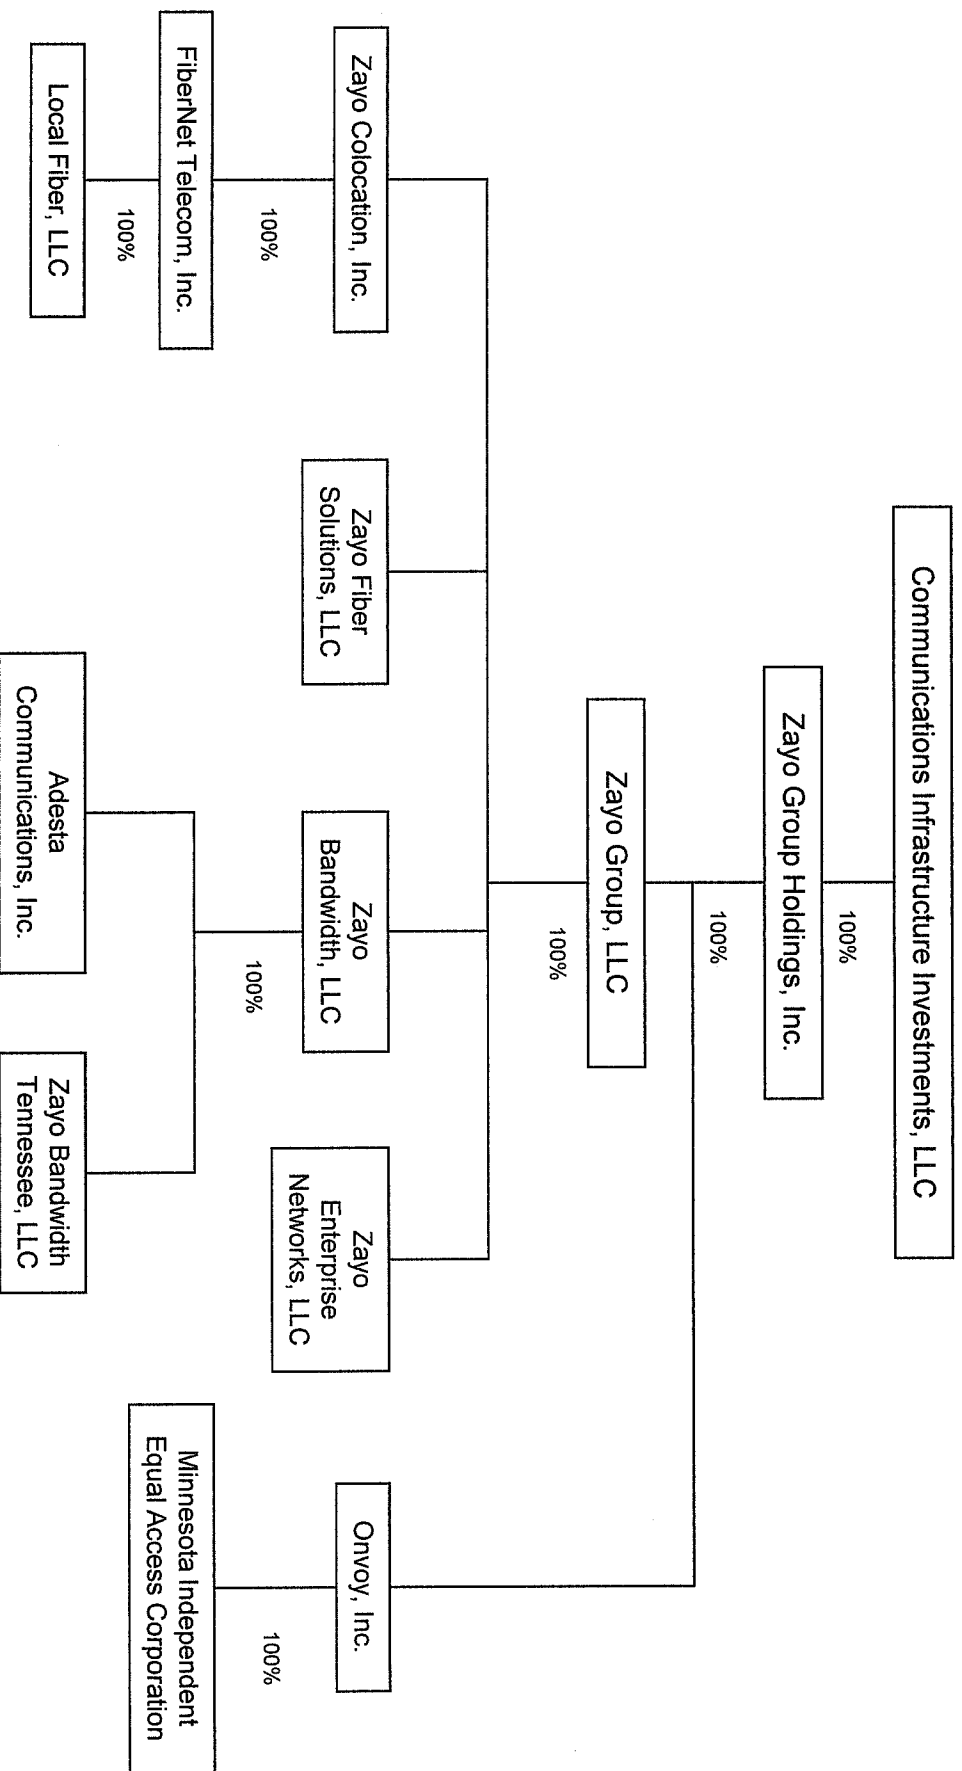 Communications Infrastructure Investments, LLC
100%
Zayo Group Holdings, Inc.
100%
Zayo Group, LLC
100%
Zayo Colocation, Inc.
100%
FiberNet Telecom, Inc.
100%
Local Fiber, LLC
Zayo Fiber
Solutions, LLC
Zayo
Bandwidth, LLC
100%
Adesta
Communications, Inc.
Zayo Bandwidth
Tennessee, LLC
Zayo
Enterprise
Networks, LLC
Onvoy, Inc.
100%
Minnesota Independent
Equal Access Corporation